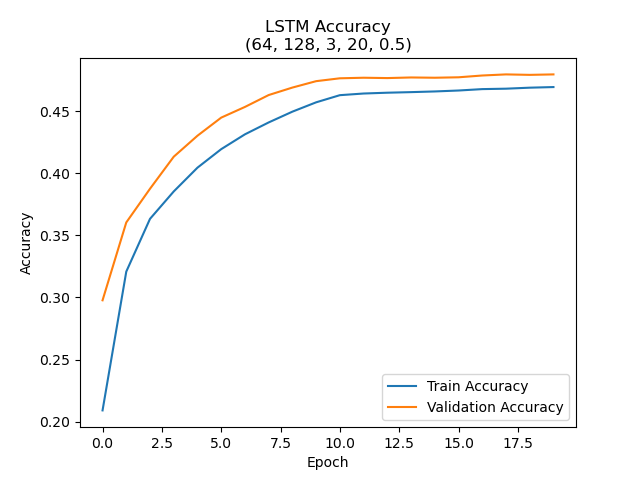 LSTM Accuracy
(64, 128, 3, 20, 0.5)
Accuracy
0.45
0.40
0.35
0.30
0.25
0.20
Train Accuracy
Validation Accuracy
0.0 2.5 5.0 7.5 10.0 12.5 15.0 17.5
Epoch